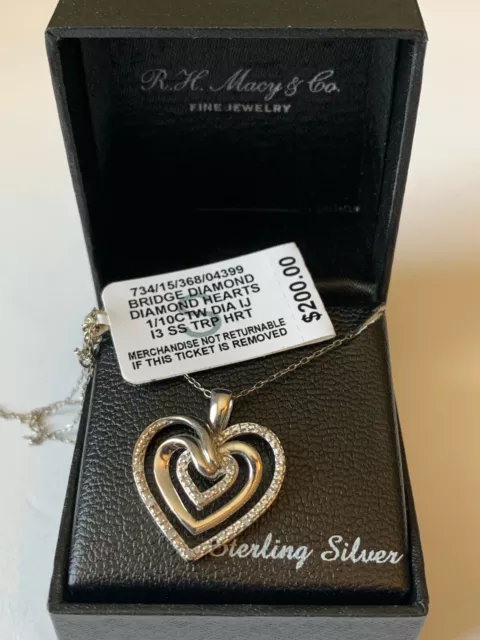 R.H. Macy & Co.
FINE JEWELRY
734/15/368/04399
BRIDGE DIAMOND
DIAMOND HEARTS
1/10CTW DIA IJ
I3 SS TRP HRT
MERCHANDISE NOT RETURNABLE
IF THIS TICKET IS REMOVED
$200.00
Sterling Silver